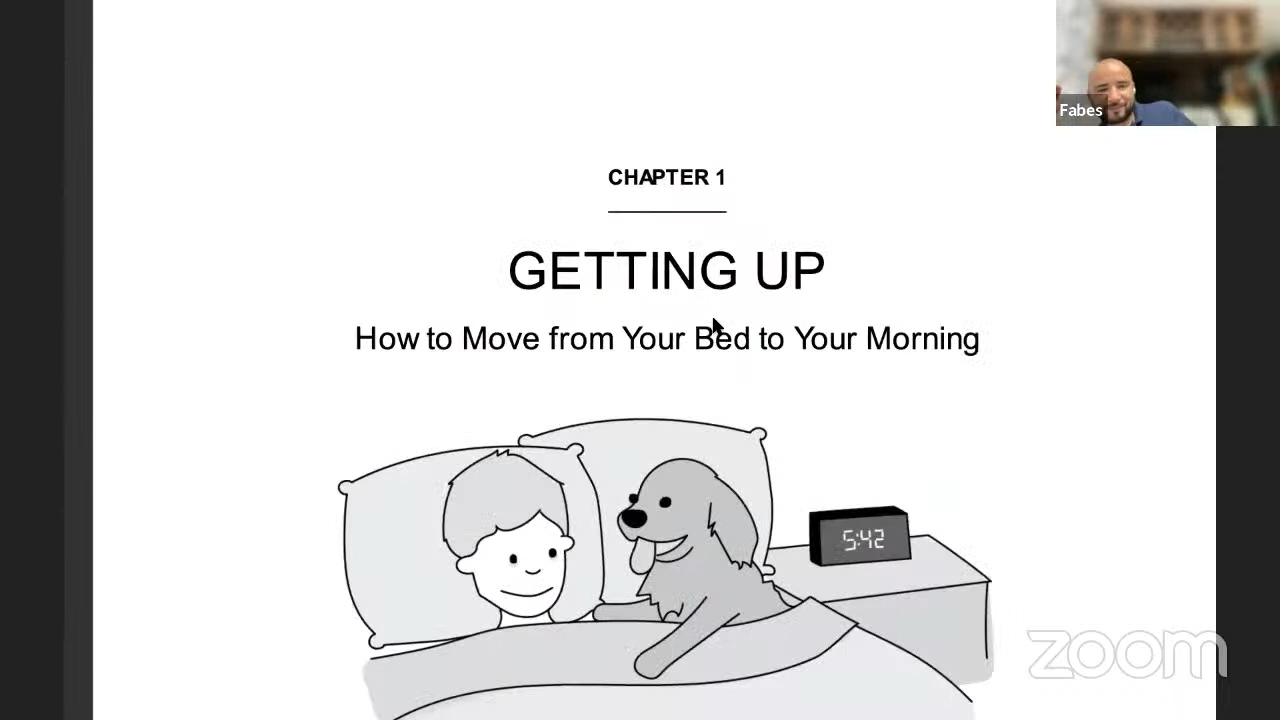 Fabes
CHAPTER 1
GETTING UP
How to Move from Your Bed to Your Morning
5:42
zoom